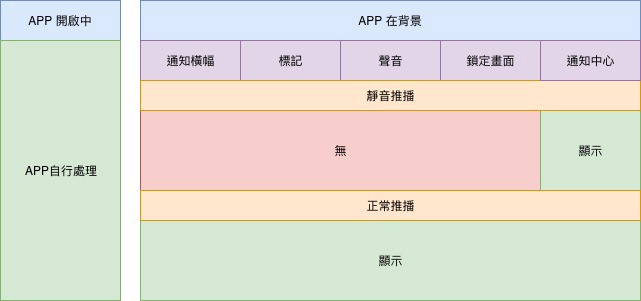 APP 開啟中
APP 在背景
通知橫幅
標記
聲音
鎖定畫面
通知中心
靜音推播
APP自行處理
無
顯示
正常推播
顯示